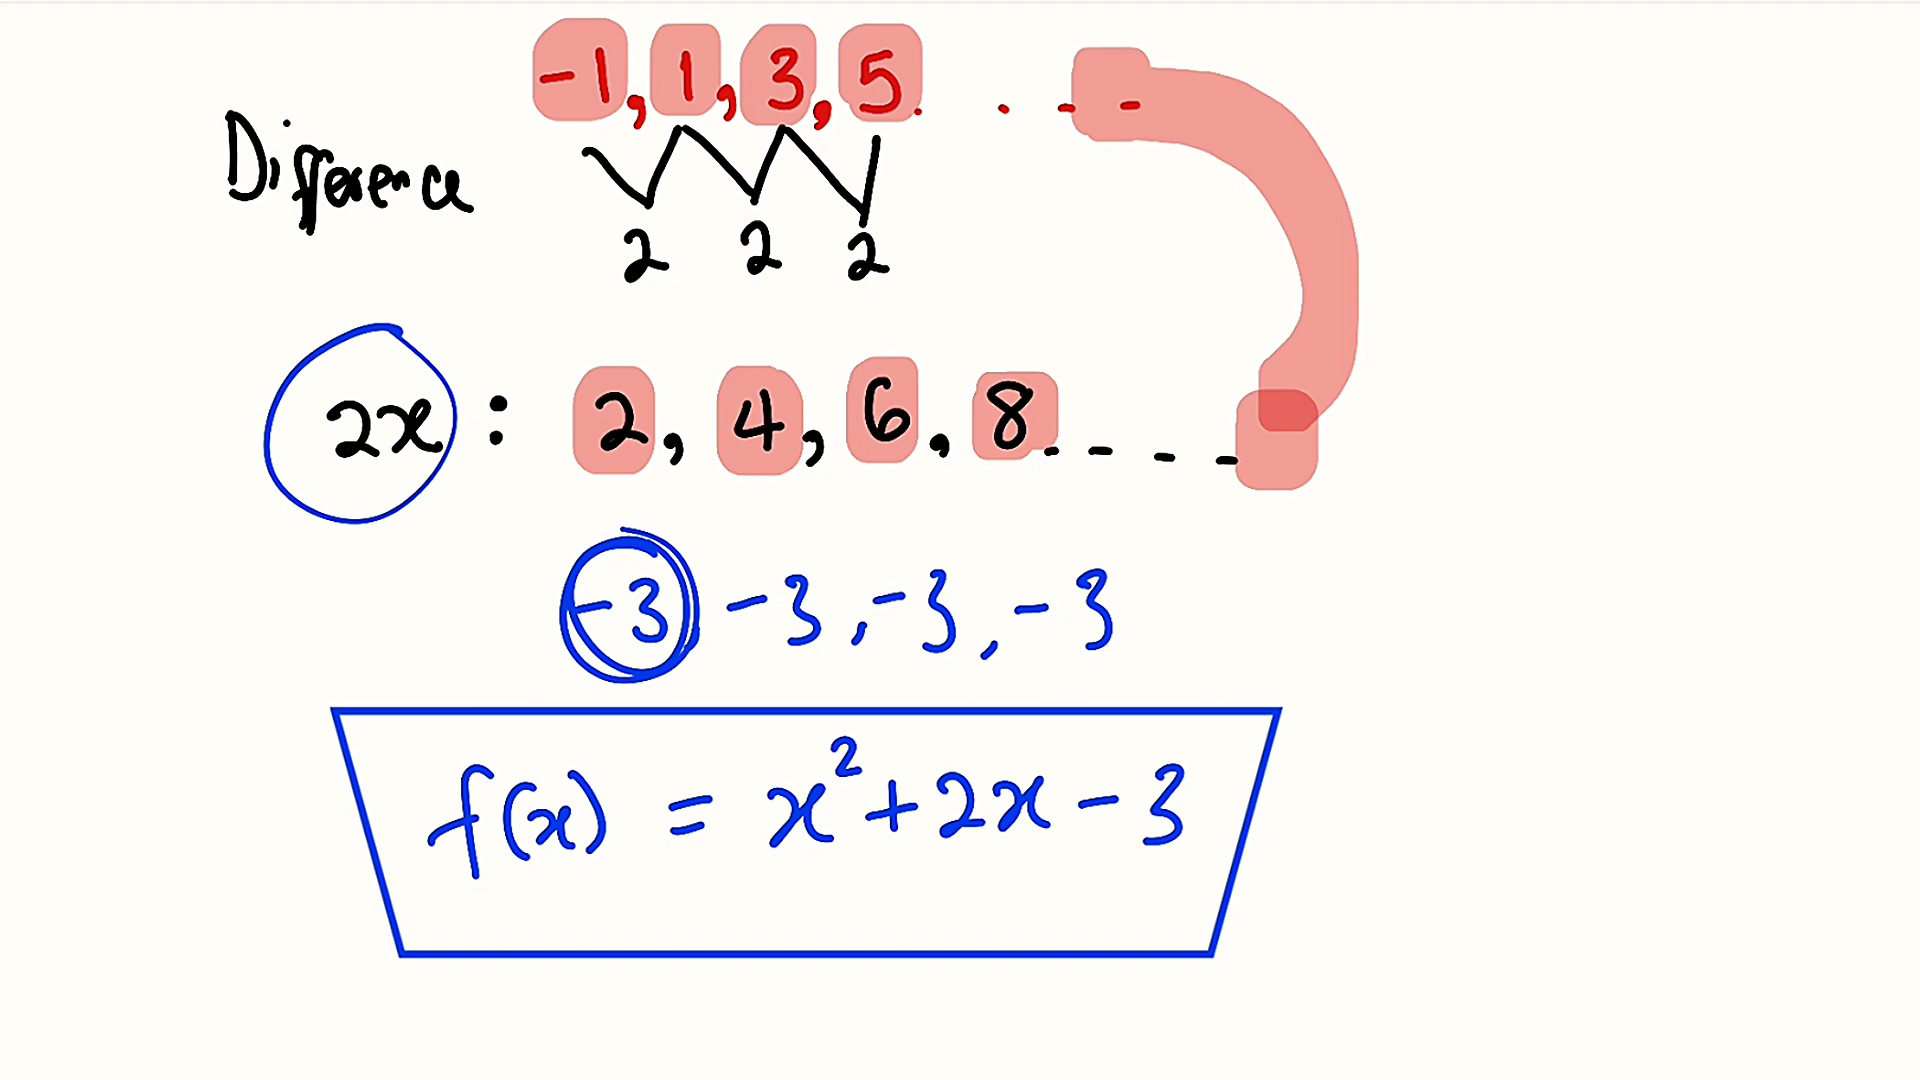 -1, 1, 3, 5. . - -
Difference
2 2 2
2x : 2, 4, 6, 8 - - - -
-3 -3, -3, -3
f(x) = x² + 2x - 3